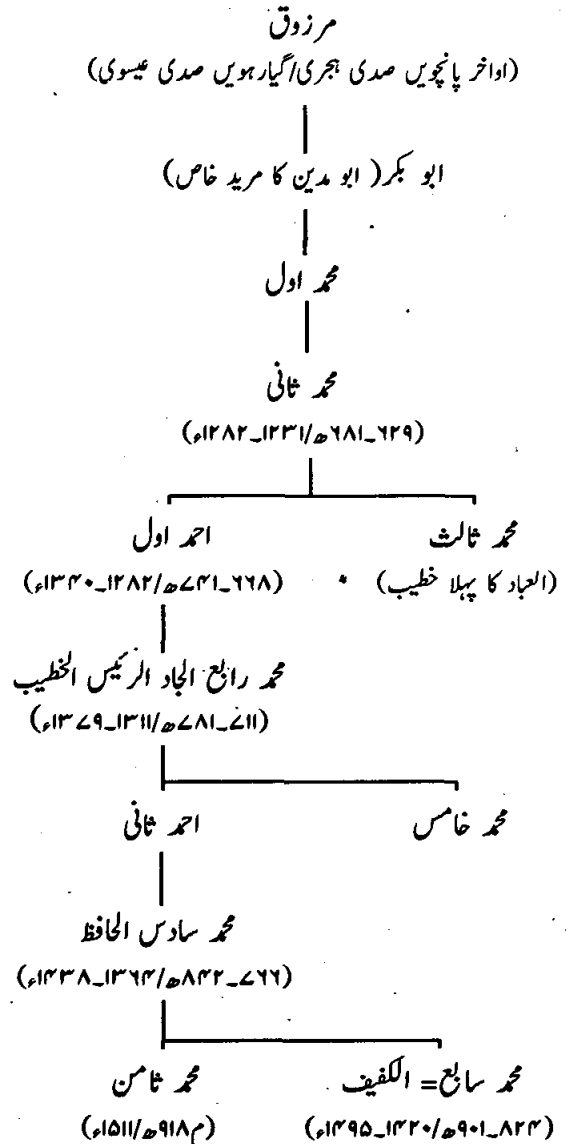 مرزوق
(اواخر پانچویں صدی ہجری/گیارہویں صدی عیسوی)
ابو بکر( ابو مدین کا مرید خاص)
محمد اول
محمد ثانی
(۶۲۹_۶۸۱ھ/۱۲۳۱_۱۲۸۲ء)
محمد ثالث احمد اول
(العباد کا پہلا خطیب) (۶۶۸_۷۴۱ھ/۱۲۸۲_۱۳۴۰ء)
محمد رابع الجاد الرئیس الخطیب
(۷۱۱_۷۸۱ھ/۱۳۱۱_۱۳۷۹ء)
محمد خامس احمد ثانی
محمد سادس الحافظ
(۷۶۶_۸۴۲ھ/۱۳۶۴_۱۴۳۸ء)
محمد سابع= الکفیف محمد ثامن
(۸۲۴_۹۰۱ھ/۱۴۲۰_۱۴۹۵ء) (م۹۱۸ھ/۱۵۱۱ء)